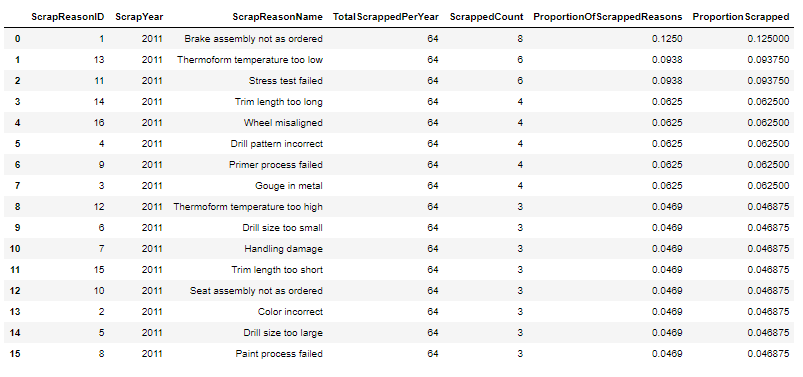 ScrapReasonID ScrapYear ScrapReasonName TotalScrappedPerYear ScrappedCount ProportionOfScrappedReasons ProportionScrapped
0 1 2011 Brake assembly not as ordered 64 8 0.1250 0.125000
1 13 2011 Thermoform temperature too low 64 6 0.0938 0.093750
2 11 2011 Stress test failed 64 6 0.0938 0.093750
3 14 2011 Trim length too long 64 4 0.0625 0.062500
4 16 2011 Wheel misaligned 64 4 0.0625 0.062500
5 4 2011 Drill pattern incorrect 64 4 0.0625 0.062500
6 9 2011 Primer process failed 64 4 0.0625 0.062500
7 3 2011 Gouge in metal 64 4 0.0625 0.062500
8 12 2011 Thermoform temperature too high 64 3 0.0469 0.046875
9 6 2011 Drill size too small 64 3 0.0469 0.046875
10 7 2011 Handling damage 64 3 0.0469 0.046875
11 15 2011 Trim length too short 64 3 0.0469 0.046875
12 10 2011 Seat assembly not as ordered 64 3 0.0469 0.046875
13 2 2011 Color incorrect 64 3 0.0469 0.046875
14 5 2011 Drill size too large 64 3 0.0469 0.046875
15 8 2011 Paint process failed 64 3 0.0469 0.046875